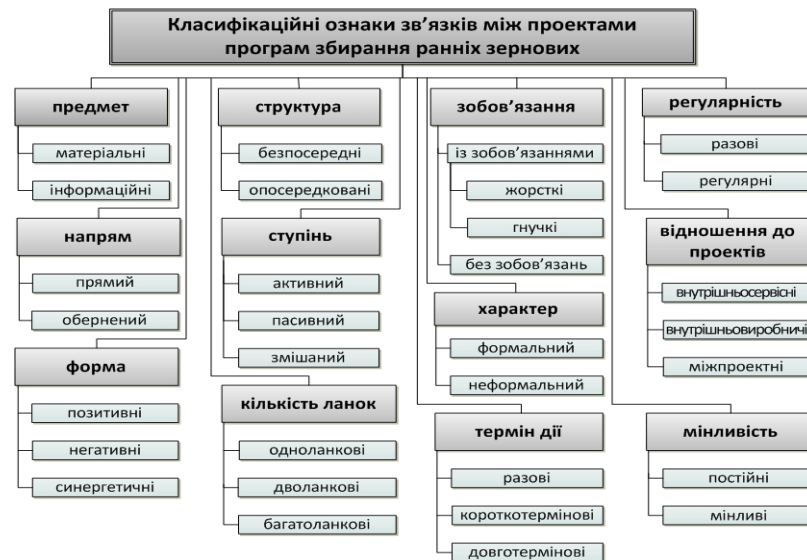 Класифікаційні ознаки зв’язків між проектами
програм збирання ранніх зернових
предмет
матеріальні
інформаційні
напрям
прямий
обернений
форма
позитивні
негативні
синергетичні
структура
безпосередні
опосередковані
ступінь
активний
пасивний
змішаний
кількість ланок
одноланкові
дволанкові
багатоланкові
зобов’язання
із зобов’язаннями
жорсткі
гнучкі
без зобов’язань
характер
формальний
неформальний
термін дії
разові
короткотермінові
довготермінові
регулярність
разові
регулярні
відношення до
проектів
внутрішньосервісні
внутрішньовиробничі
міжпроектні
мінливість
постійні
мінливі